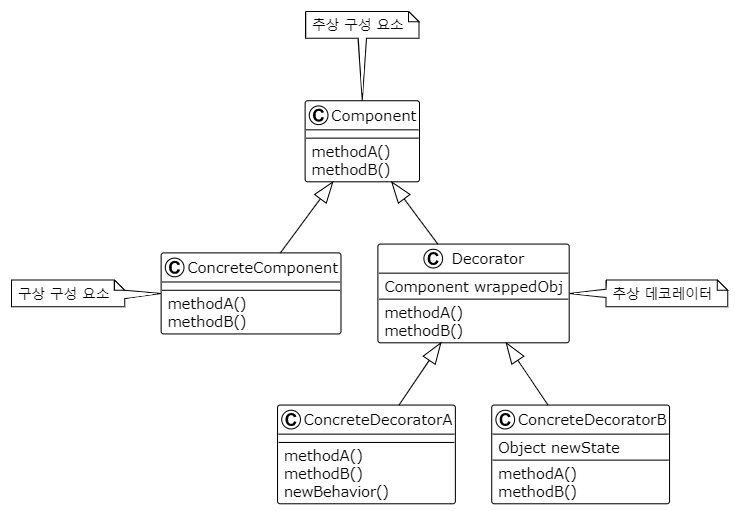 추상 구성 요소
C Component
methodA()
methodB()
C ConcreteComponent
methodA()
methodB()
구상 구성 요소
C Decorator
Component wrappedObj
methodA()
methodB()
추상 데코레이터
C ConcreteDecoratorA
methodA()
methodB()
newBehavior()
C ConcreteDecoratorB
Object newState
methodA()
methodB()